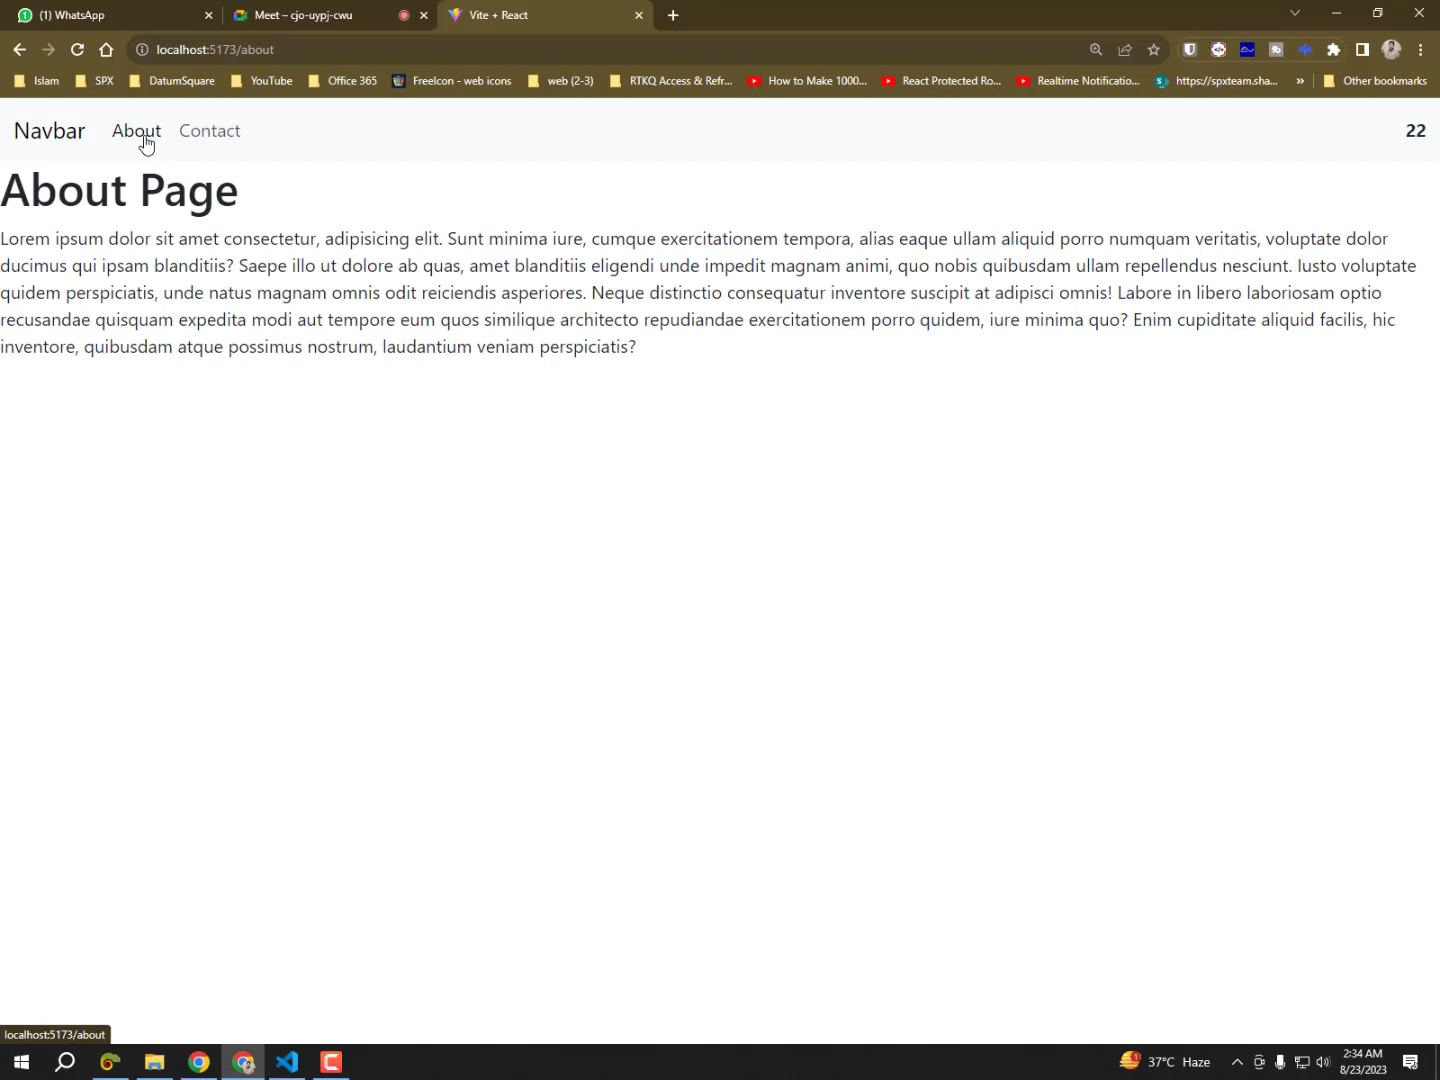 (1) WhatsApp
Meet – cjo-uypj-cwu
Vite + React
localhost:5173/about
Islam
SPX
DatumSquare
YouTube
Office 365
FreeIcon - web icons
web (2-3)
RTKQ Access & Refr...
How to Make 1000...
React Protected Ro...
Realtime Notificatio...
https://spxteam.sha...
»
Other bookmarks
Navbar
About
Contact
22
About Page
Lorem ipsum dolor sit amet consectetur, adipisicing elit. Sunt minima iure, cumque exercitationem tempora, alias eaque ullam aliquid porro numquam veritatis, voluptate dolor
ducimus qui ipsam blanditiis? Saepe illo ut dolore ab quas, amet blanditiis eligendi unde impedit magnam animi, quo nobis quibusdam ullam repellendus nesciunt. Iusto voluptate
quidem perspiciatis, unde natus magnam omnis odit reiciendis asperiores. Neque distinctio consequatur inventore suscipit at adipisci omnis! Labore in libero laboriosam optio
recusandae quisquam expedita modi aut tempore eum quos similique architecto repudiandae exercitationem porro quidem, iure minima quo? Enim cupiditate aliquid facilis, hic
inventore, quibusdam atque possimus nostrum, laudantium veniam perspiciatis?
localhost:5173/about
37°C Haze
2:34 AM
8/23/2023